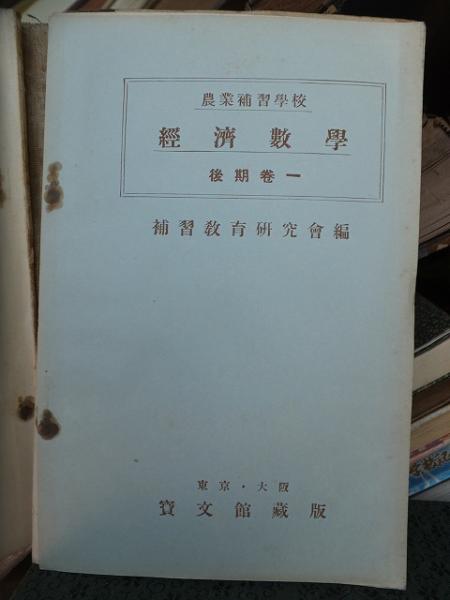 農業補習學校
經濟數學
後期卷一
補習教育硏究會編
東京・大阪
寳文館藏版